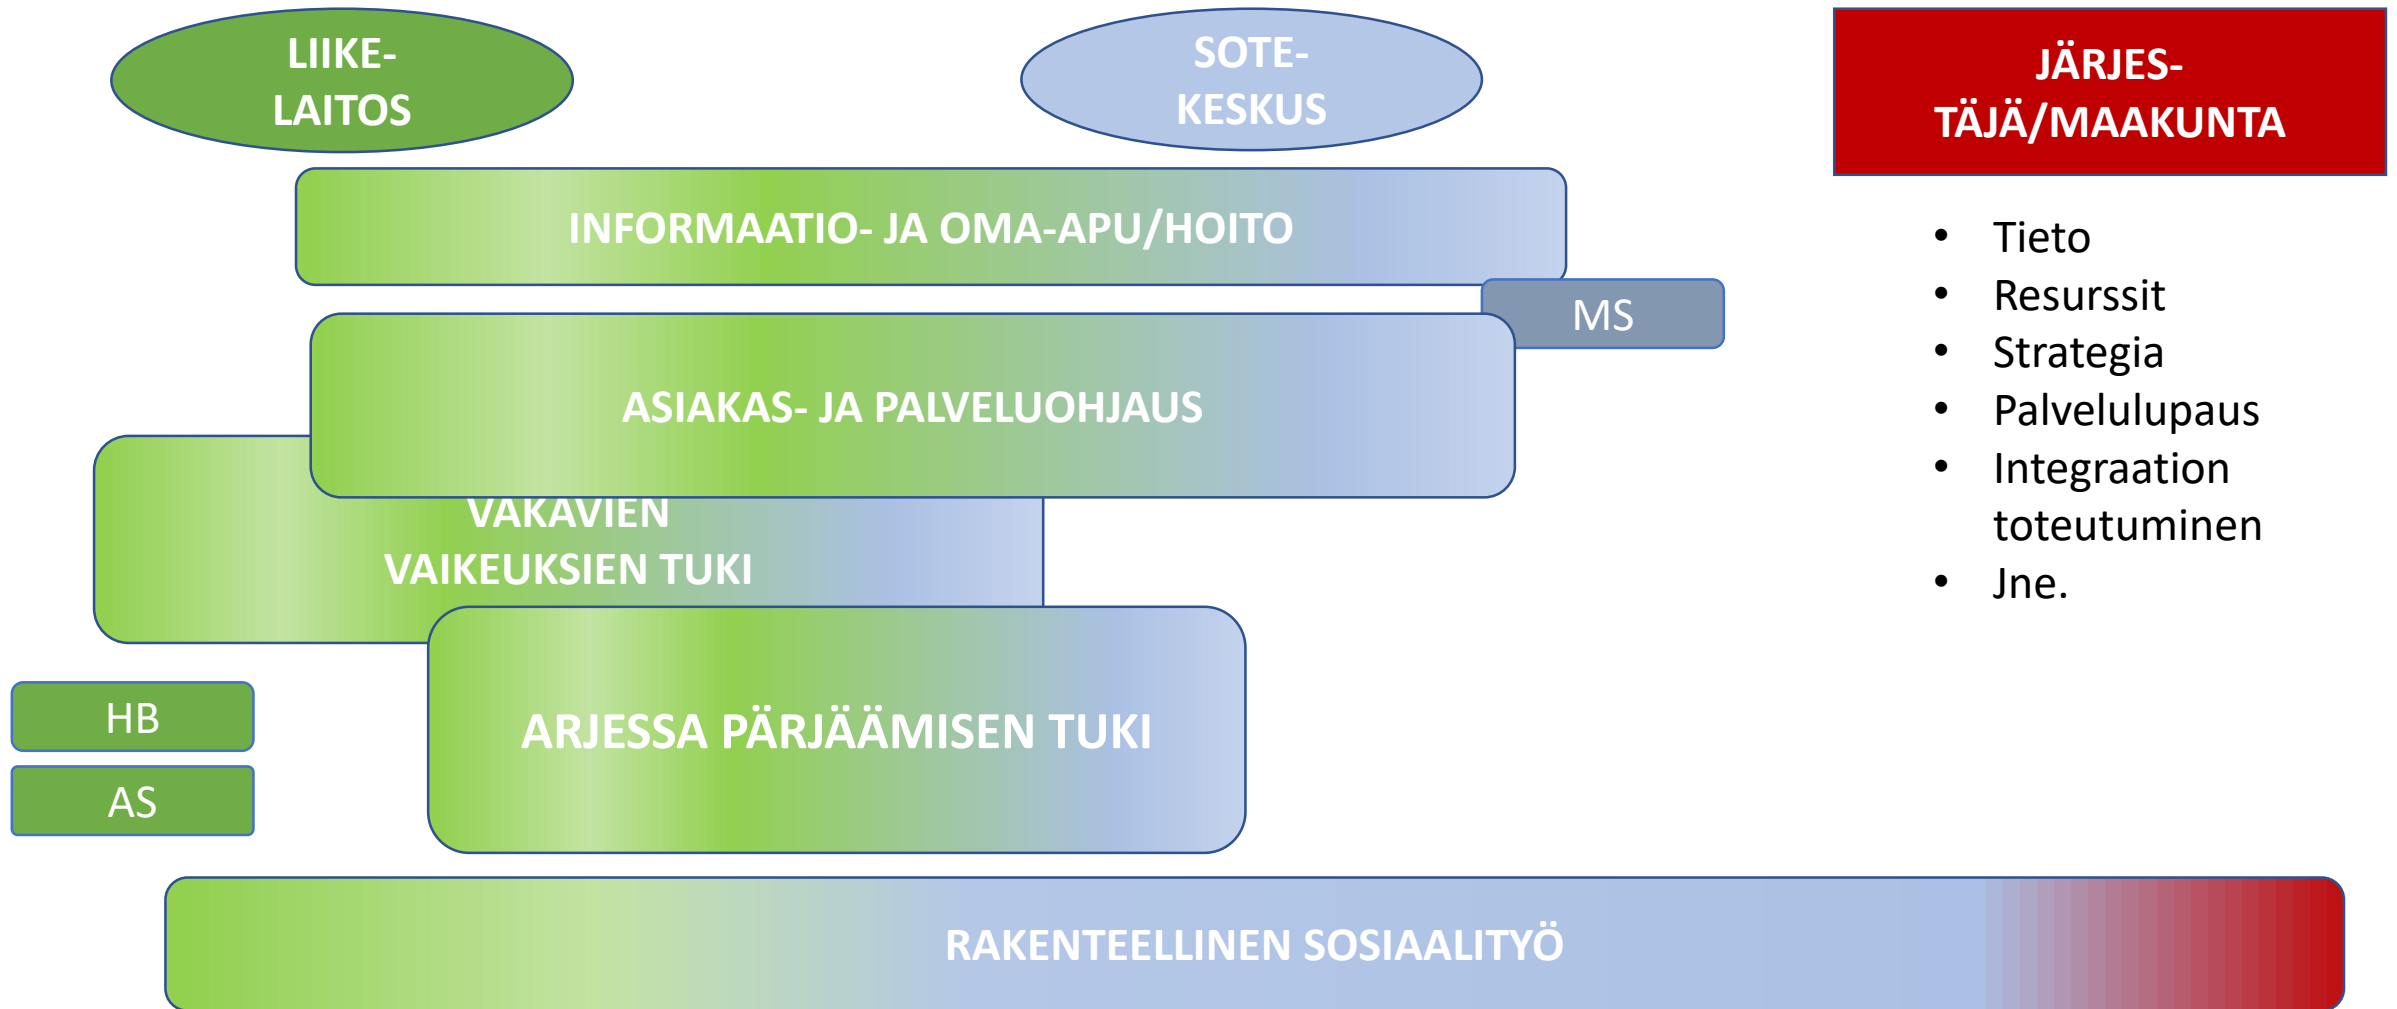 LIIKE-
LAITOS
SOTE-
KESKUS
JÄRJES-
TÄJÄ/MAAKUNTA
INFORMAATIO- JA OMA-APU/HOITO
MS
ASIAKAS- JA PALVELUOHJAUS
VAKAVIEN
VAIKEUKSIEN TUKI
HB
AS
ARJESSA PÄRJÄÄMISEN TUKI
RAKENTEELLINEN SOSIAALITYÖ
• Tieto
• Resurssit
• Strategia
• Palvelulupaus
• Integraation
toteutuminen
• Jne.